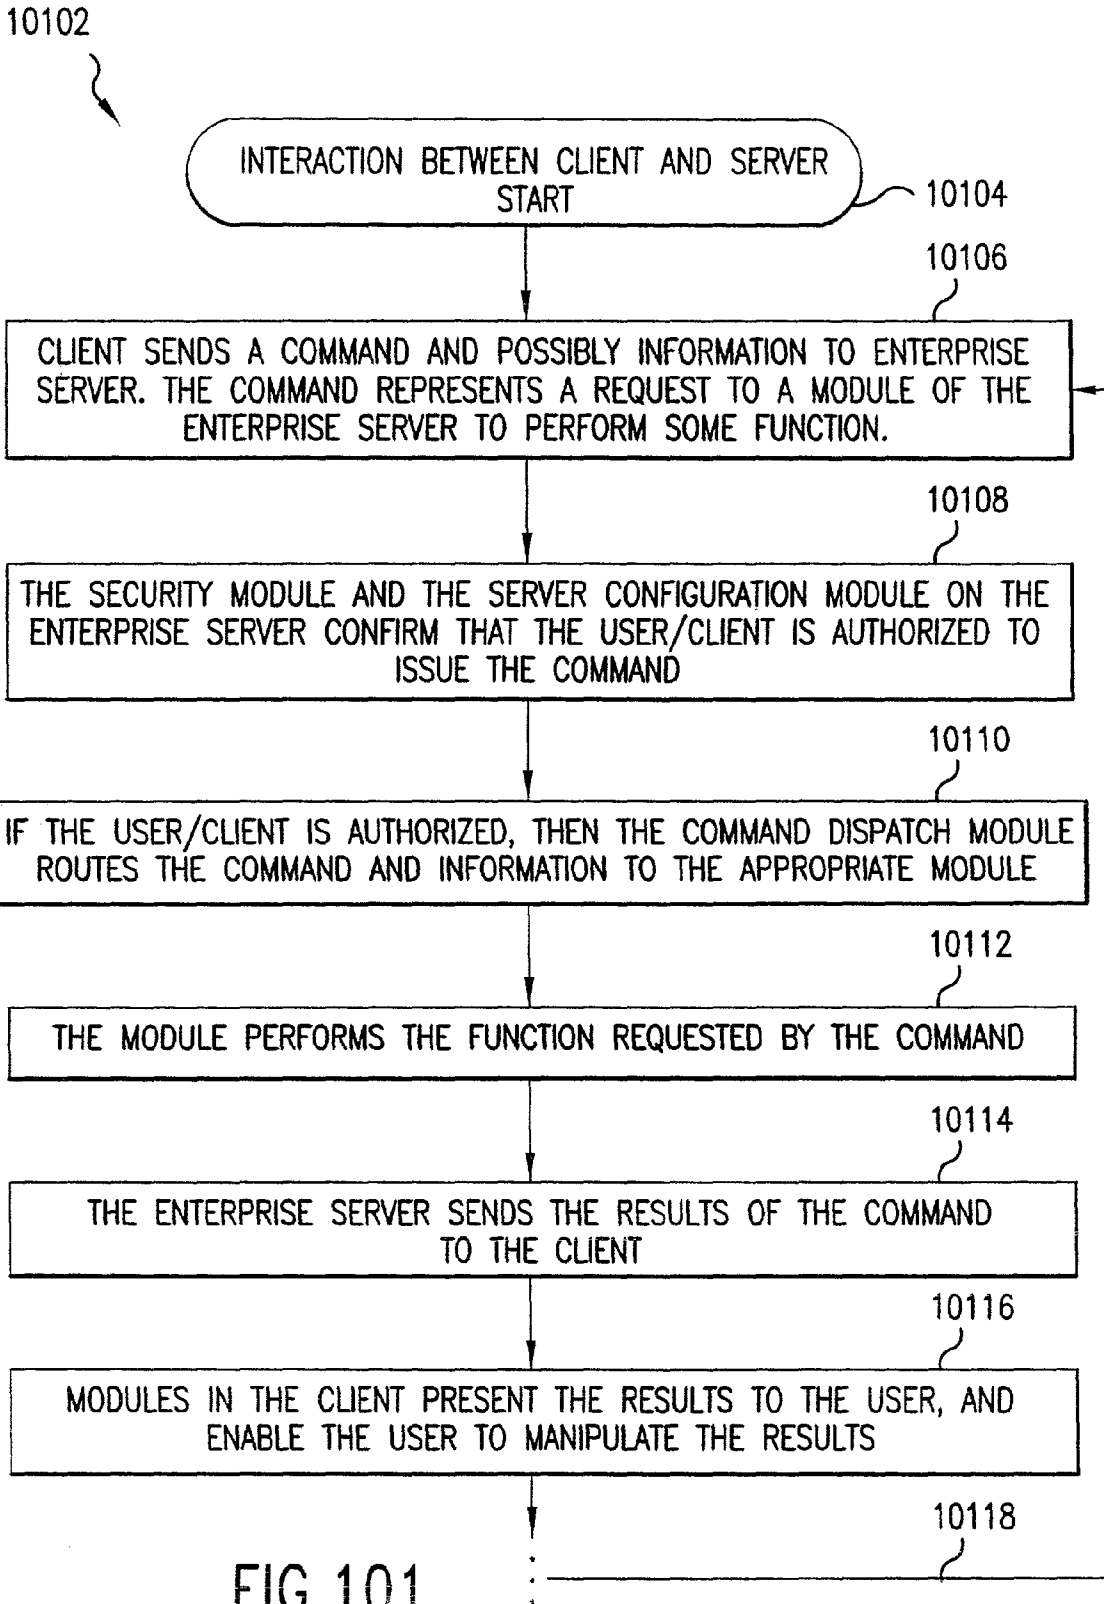 10102
INTERACTION BETWEEN CLIENT AND SERVER
START
10104
10106
CLIENT SENDS A COMMAND AND POSSIBLY INFORMATION TO ENTERPRISE
SERVER. THE COMMAND REPRESENTS A REQUEST TO A MODULE OF THE
ENTERPRISE SERVER TO PERFORM SOME FUNCTION.
10108
THE SECURITY MODULE AND THE SERVER CONFIGURATION MODULE ON THE
ENTERPRISE SERVER CONFIRM THAT THE USER/CLIENT IS AUTHORIZED TO
ISSUE THE COMMAND
10110
IF THE USER/CLIENT IS AUTHORIZED, THEN THE COMMAND DISPATCH MODULE
ROUTES THE COMMAND AND INFORMATION TO THE APPROPRIATE MODULE
10112
THE MODULE PERFORMS THE FUNCTION REQUESTED BY THE COMMAND
10114
THE ENTERPRISE SERVER SENDS THE RESULTS OF THE COMMAND
TO THE CLIENT
10116
MODULES IN THE CLIENT PRESENT THE RESULTS TO THE USER, AND
ENABLE THE USER TO MANIPULATE THE RESULTS
10118
FIG 101